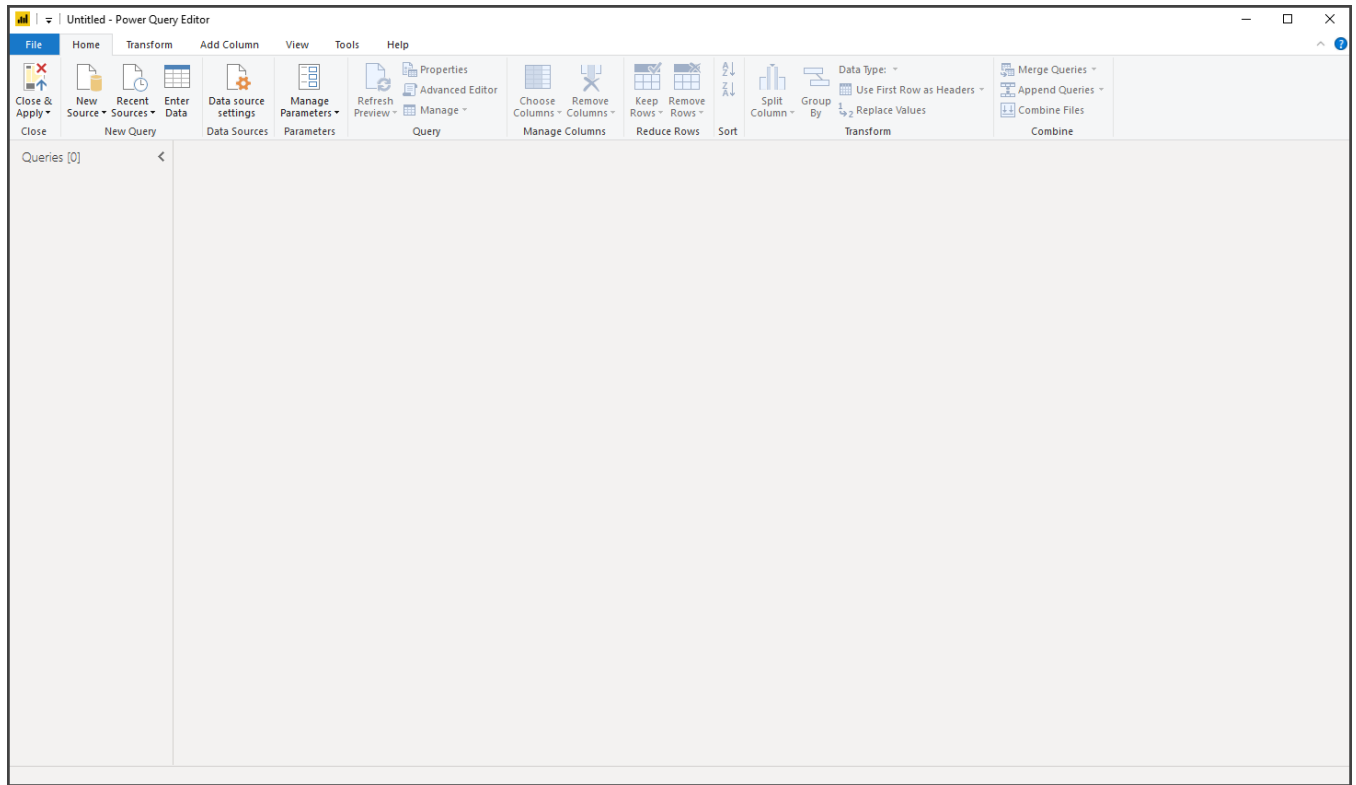 Untitled - Power Query Editor
File Home Transform Add Column View Tools Help
Close & Apply
New Source
Recent Sources
Enter Data
Data source settings
Manage Parameters
Refresh Preview
Properties
Advanced Editor
Manage
Choose Columns
Remove Columns
Keep Rows
Remove Rows
A Z
Z A
Split Column
Group By
Data Type:
Use First Row as Headers
1 2 Replace Values
Merge Queries
Append Queries
Combine Files
Close New Query Data Sources Parameters Query Manage Columns Reduce Rows Sort Transform Combine
Queries [0]